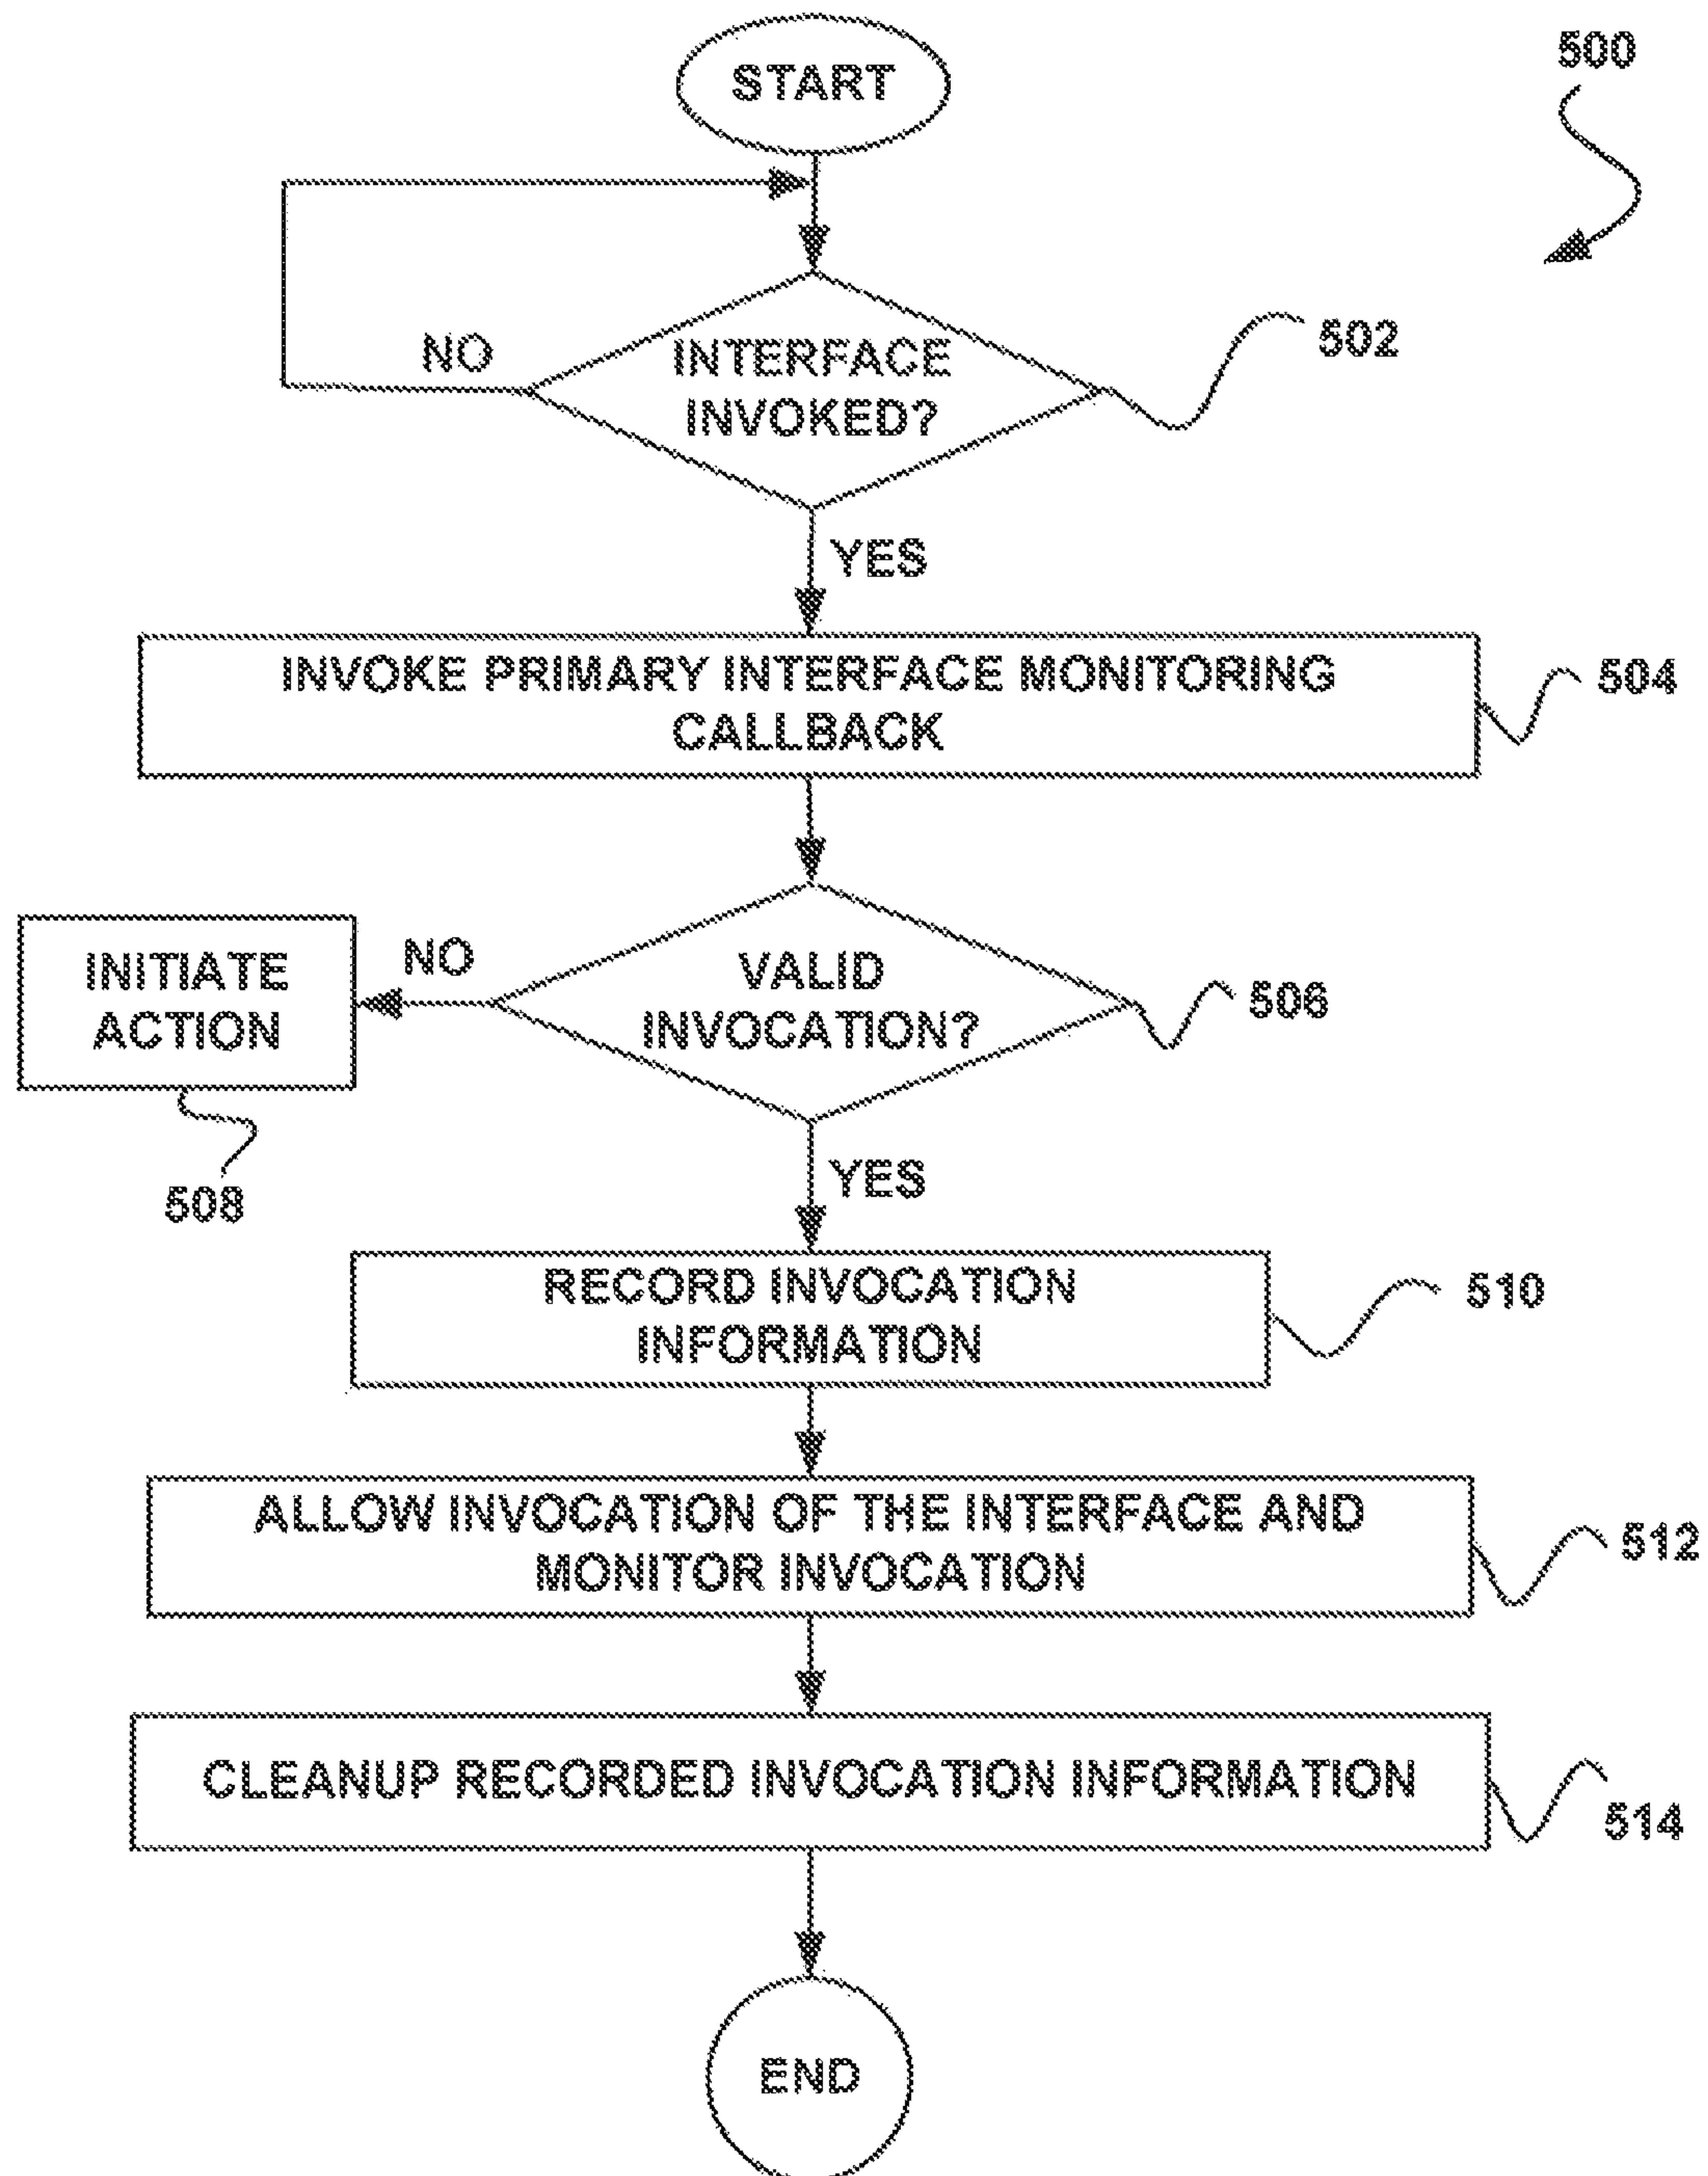 START
500
NO
INTERFACE
INVOKED?
502
YES
INVOKE PRIMARY INTERFACE MONITORING
CALLBACK
504
INITIATE
ACTION
NO
VALID
INVOCATION?
506
508
YES
RECORD INVOCATION
INFORMATION
510
ALLOW INVOCATION OF THE INTERFACE AND
MONITOR INVOCATION
512
CLEANUP RECORDED INVOCATION INFORMATION
514
END